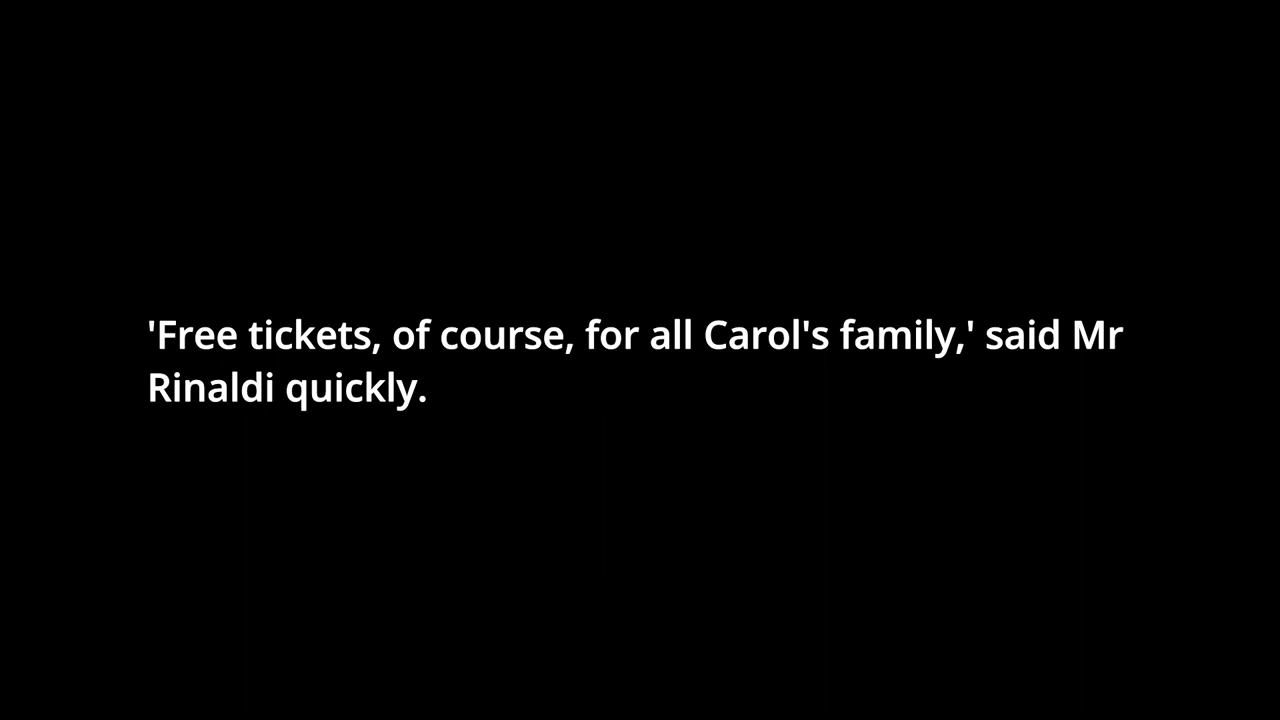 'Free tickets, of course, for all Carol's family,' said Mr
Rinaldi quickly.